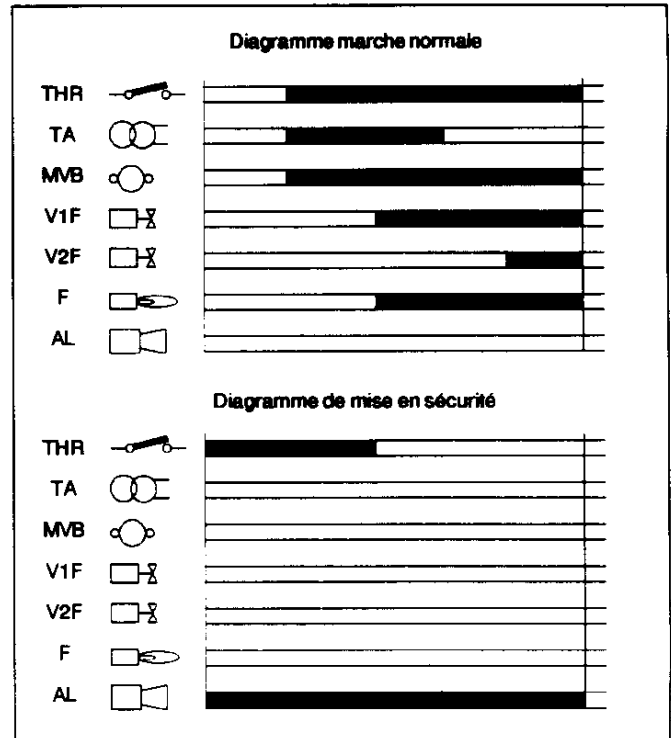 Diagramme marche normale
THR
TA
MVB
V1F
V2F
F
AL
Diagramme de mise en sécurité
THR
TA
MVB
V1F
V2F
F
AL